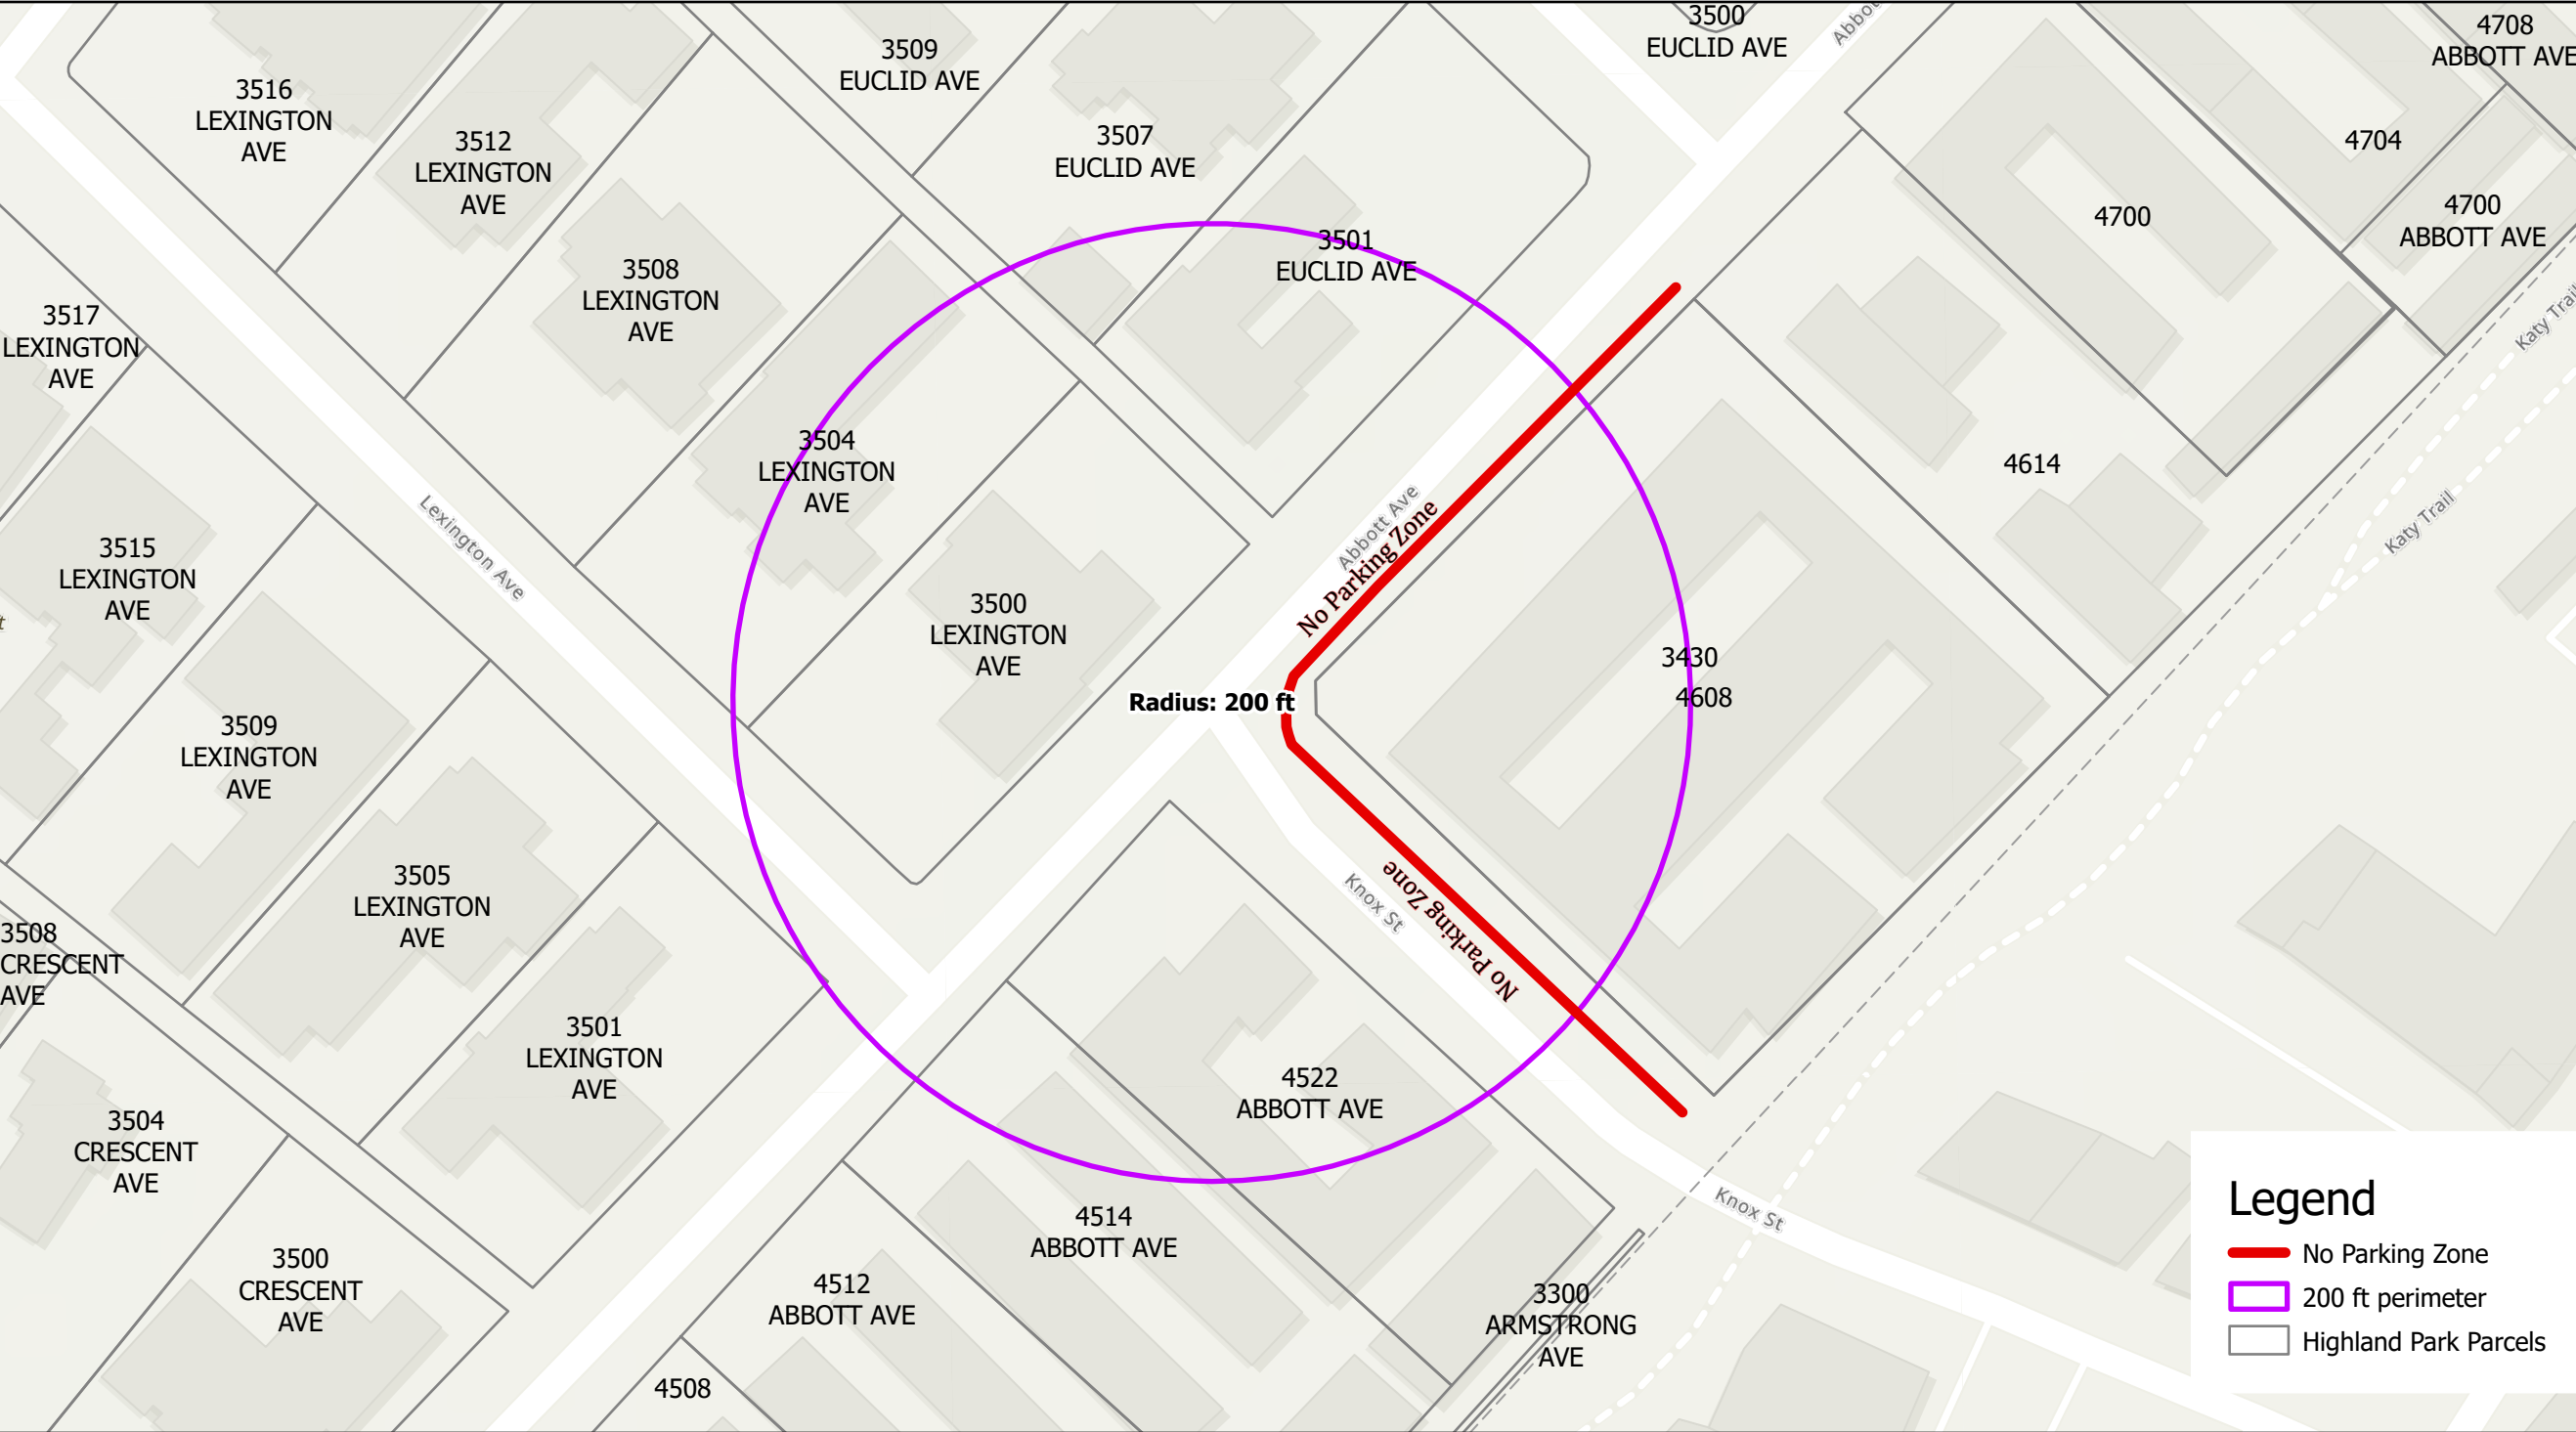 3500
EUCLID AVE
4708
ABBOTT AVE
3509
EUCLID AVE
3516
LEXINGTON
AVE
3512
LEXINGTON
AVE
3507
EUCLID AVE
4704
4700
4700
ABBOTT AVE
3501
EUCLID AVE
3508
LEXINGTON
AVE
3517
LEXINGTON
AVE
Katy Trail
3504
LEXINGTON
AVE
4614
Katy Trail
Lexington Ave
Abbott Ave
No Parking Zone
3515
LEXINGTON
AVE
3500
LEXINGTON
AVE
3430
4608
Radius: 200 ft
3509
LEXINGTON
AVE
3505
LEXINGTON
AVE
Knox St
No Parking Zone
3508
CRESCENT
AVE
3501
LEXINGTON
AVE
4522
ABBOTT AVE
3504
CRESCENT
AVE
Knox St
4514
ABBOTT AVE
3500
CRESCENT
AVE
4512
ABBOTT AVE
3300
ARMSTRONG
AVE
4508
Legend
No Parking Zone
200 ft perimeter
Highland Park Parcels